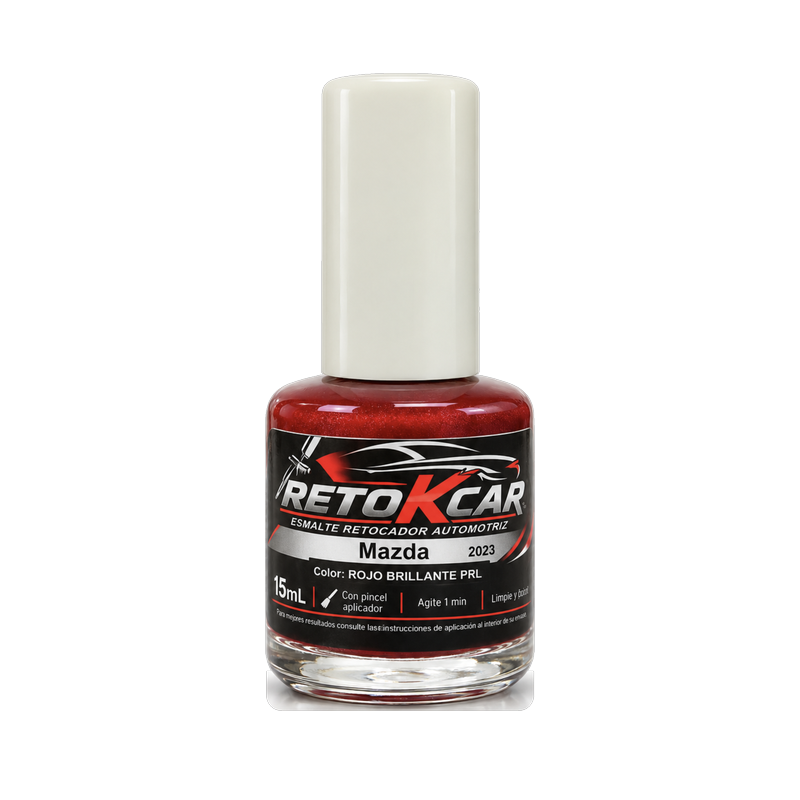 RETOKCAR
ESMALTE RETOCADOR AUTOMOTRIZ
Mazda 2023
Color: ROJO BRILLANTE PRL
15mL
Con pincel
aplicador
Agite 1 min
Limpie y
Para mejores resultados consulte las instrucciones de aplicación al interior de su envase